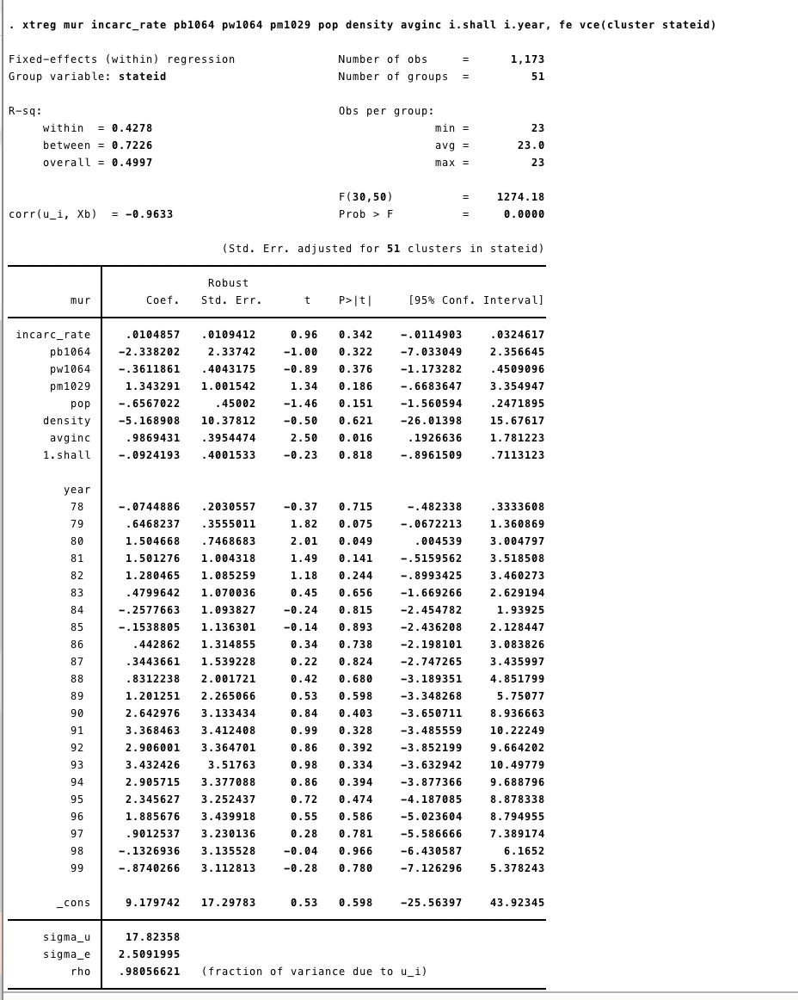 . xtreg mur incarc_rate pb1064 pw1064 pm1029 pop density avginc i.shall i.year, fe vce(cluster stateid)
Fixed-effects (within) regression Number of obs = 1,173
Group variable: stateid Number of groups = 51
R-sq: Obs per group:
within = 0.4278 min = 23
between = 0.7226 avg = 23.0
overall = 0.4997 max = 23
F(30,50) = 1274.18
corr(u_i, Xb) = -0.9633 Prob > F = 0.0000
(Std. Err. adjusted for 51 clusters in stateid)
Robust
mur Coef. Std. Err. t P>|t| [95% Conf. Interval]
incarc_rate .0104857 .0109412 0.96 0.342 -.0114903 .0324617
pb1064 -2.338202 2.33742 -1.00 0.322 -7.033049 2.356645
pw1064 -.3611861 .4043175 -0.89 0.376 -1.173282 .4509096
pm1029 1.343291 1.001542 1.34 0.186 -.6683647 3.354947
pop -.6567022 .45002 -1.46 0.151 -1.560594 .2471895
density -5.168908 10.37812 -0.50 0.621 -26.01398 15.67617
avginc .9869431 .3954474 2.50 0.016 .1926636 1.781223
1.shall -.0924193 .4001533 -0.23 0.818 -.8961509 .7113123
year
78 -.0744886 .2030557 -0.37 0.715 -.482338 .3333608
79 .6468237 .3555011 1.82 0.075 -.0672213 1.360869
80 1.504668 .7468683 2.01 0.049 .004539 3.004797
81 1.501276 1.004318 1.49 0.141 -.5159562 3.518508
82 1.280465 1.085259 1.18 0.244 -.8993425 3.460273
83 .4799642 1.070036 0.45 0.656 -1.669266 2.629194
84 -.2577663 1.093827 -0.24 0.815 -2.454782 1.93925
85 -.1538805 1.136301 -0.14 0.893 -2.436208 2.128447
86 .442862 1.314855 0.34 0.738 -2.198101 3.083826
87 .3443661 1.539228 0.22 0.824 -2.747265 3.435997
88 .8312238 2.001721 0.42 0.680 -3.189351 4.851799
89 1.201251 2.265066 0.53 0.598 -3.348268 5.75077
90 2.642976 3.133434 0.84 0.403 -3.650711 8.936663
91 3.368463 3.412408 0.99 0.328 -3.485559 10.22249
92 2.906001 3.364701 0.86 0.392 -3.852199 9.664202
93 3.432426 3.51763 0.98 0.334 -3.632942 10.49779
94 2.905715 3.377088 0.86 0.394 -3.877366 9.688796
95 2.345627 3.252437 0.72 0.474 -4.187085 8.878338
96 1.885676 3.439918 0.55 0.586 -5.023604 8.794955
97 .9012537 3.230136 0.28 0.781 -5.586666 7.389174
98 -.1326936 3.135528 -0.04 0.966 -6.430587 6.1652
99 -.8740266 3.112813 -0.28 0.780 -7.126296 5.378243
_cons 9.179742 17.29783 0.53 0.598 -25.56397 43.92345
sigma_u 17.82358
sigma_e 2.5091995
rho .98056621 (fraction of variance due to u_i)